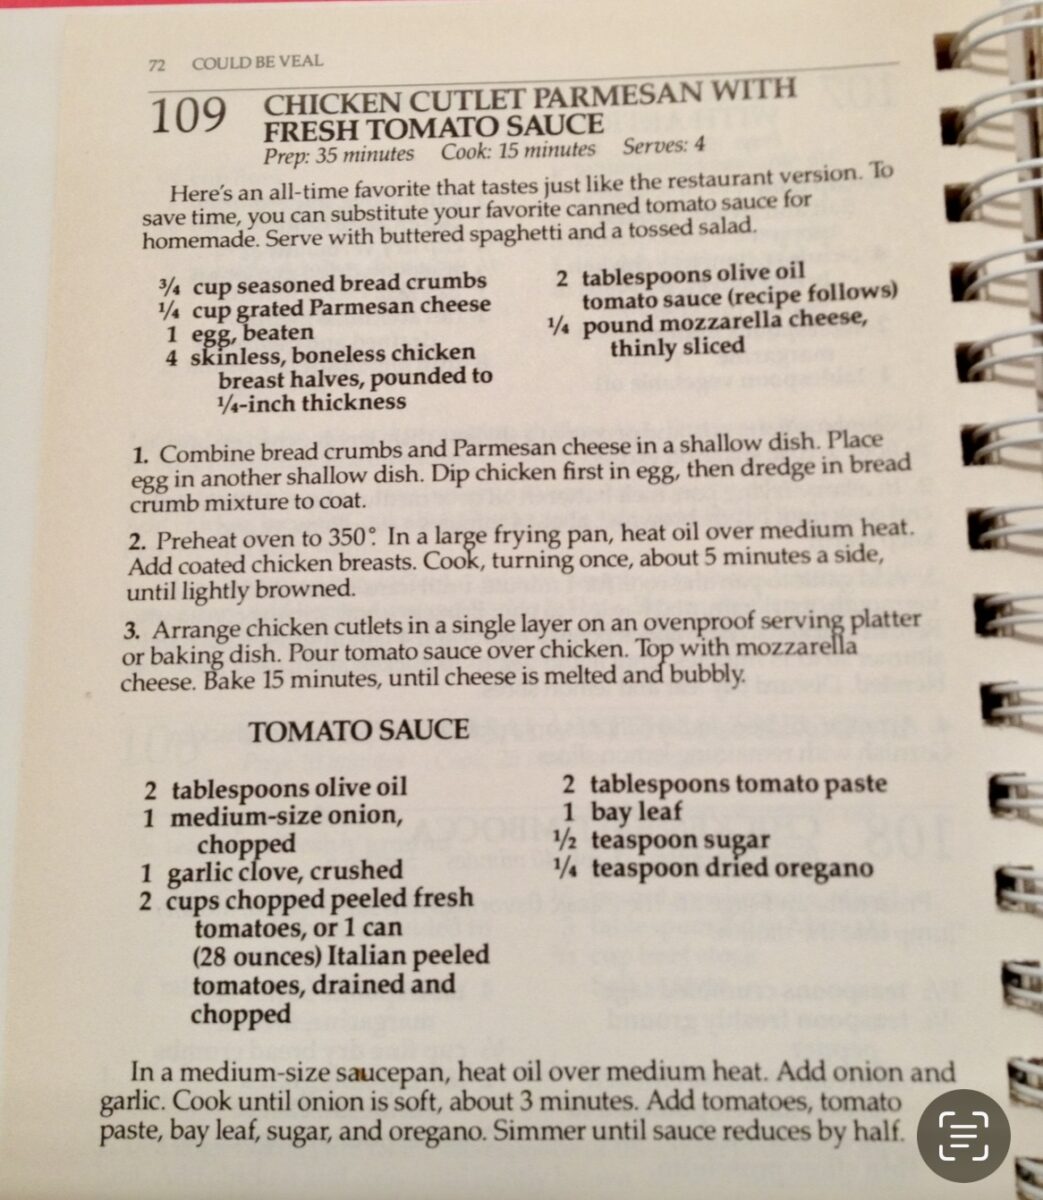 72 COULD BE VEAL
109 CHICKEN CUTLET PARMESAN WITH
FRESH TOMATO SAUCE
Prep: 35 minutes Cook: 15 minutes Serves: 4
Here's an all-time favorite that tastes just like the restaurant version. To
save time, you can substitute your favorite canned tomato sauce for
homemade. Serve with buttered spaghetti and a tossed salad.
¾ cup seasoned bread crumbs
¼ cup grated Parmesan cheese
1 egg, beaten
4 skinless, boneless chicken
breast halves, pounded to
¼-inch thickness
2 tablespoons olive oil
tomato sauce (recipe follows)
¼ pound mozzarella cheese,
thinly sliced
1. Combine bread crumbs and Parmesan cheese in a shallow dish. Place
egg in another shallow dish. Dip chicken first in egg, then dredge in bread
crumb mixture to coat.
2. Preheat oven to 350°. In a large frying pan, heat oil over medium heat.
Add coated chicken breasts. Cook, turning once, about 5 minutes a side,
until lightly browned.
3. Arrange chicken cutlets in a single layer on an ovenproof serving platter
or baking dish. Pour tomato sauce over chicken. Top with mozzarella
cheese. Bake 15 minutes, until cheese is melted and bubbly.
TOMATO SAUCE
2 tablespoons olive oil
1 medium-size onion,
chopped
1 garlic clove, crushed
2 cups chopped peeled fresh
tomatoes, or 1 can
(28 ounces) Italian peeled
tomatoes, drained and
chopped
2 tablespoons tomato paste
1 bay leaf
½ teaspoon sugar
¼ teaspoon dried oregano
In a medium-size saucepan, heat oil over medium heat. Add onion and
garlic. Cook until onion is soft, about 3 minutes. Add tomatoes, tomato
paste, bay leaf, sugar, and oregano. Simmer until sauce reduces by half.